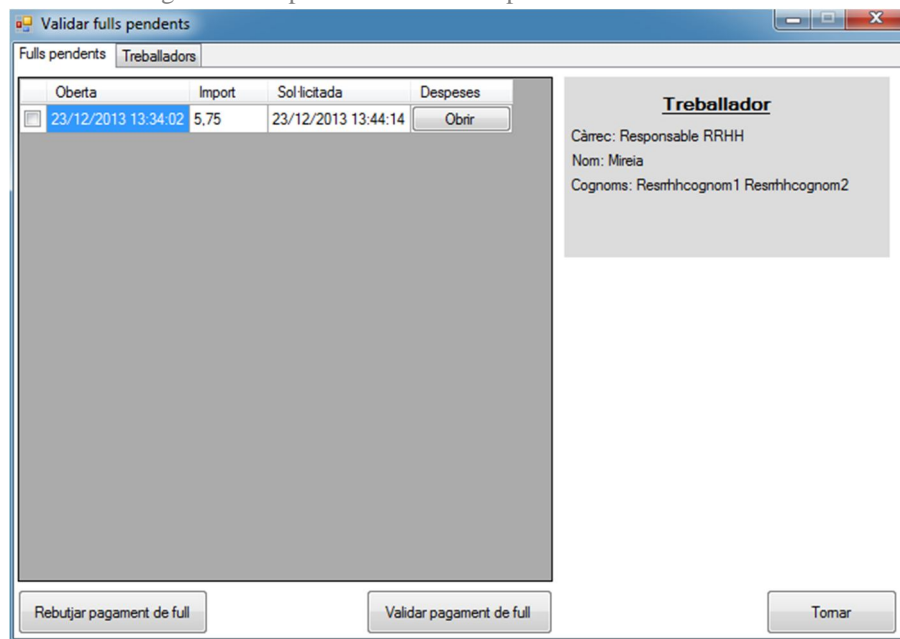 Validar fulls pendents
Fulls pendents Treballadors
Oberta Import Sol·licitada Despeses
23/12/2013 13:34:02 5,75 23/12/2013 13:44:14 Obrir
Treballador
Càrrec: Responsable RRHH
Nom: Mireia
Cognoms: Resrrhhcognom1 Resrrhhcognom2
Rebutjar pagament de full Validar pagament de full Tornar